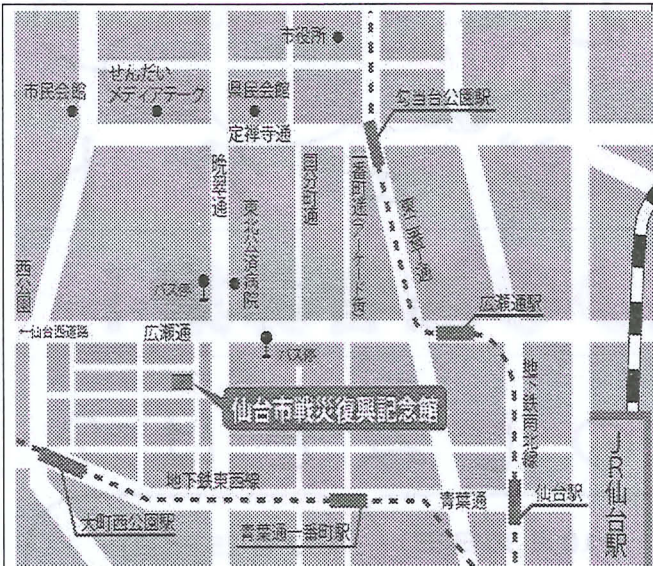 市役所
せんだい
メディアテーク
市民会館
県民会館
勾当台公園駅
定禅寺通
晩翠通
国分町通
一番町通(アーケード街)
東二番丁通
東北公済病院
西公園
バス停
広瀬通駅
←仙台西道路
広瀬通
バス停
仙台市戦災復興記念館
地下鉄南北線
JR仙台駅
地下鉄東西線
青葉通
仙台駅
大町西公園駅
青葉通一番町駅